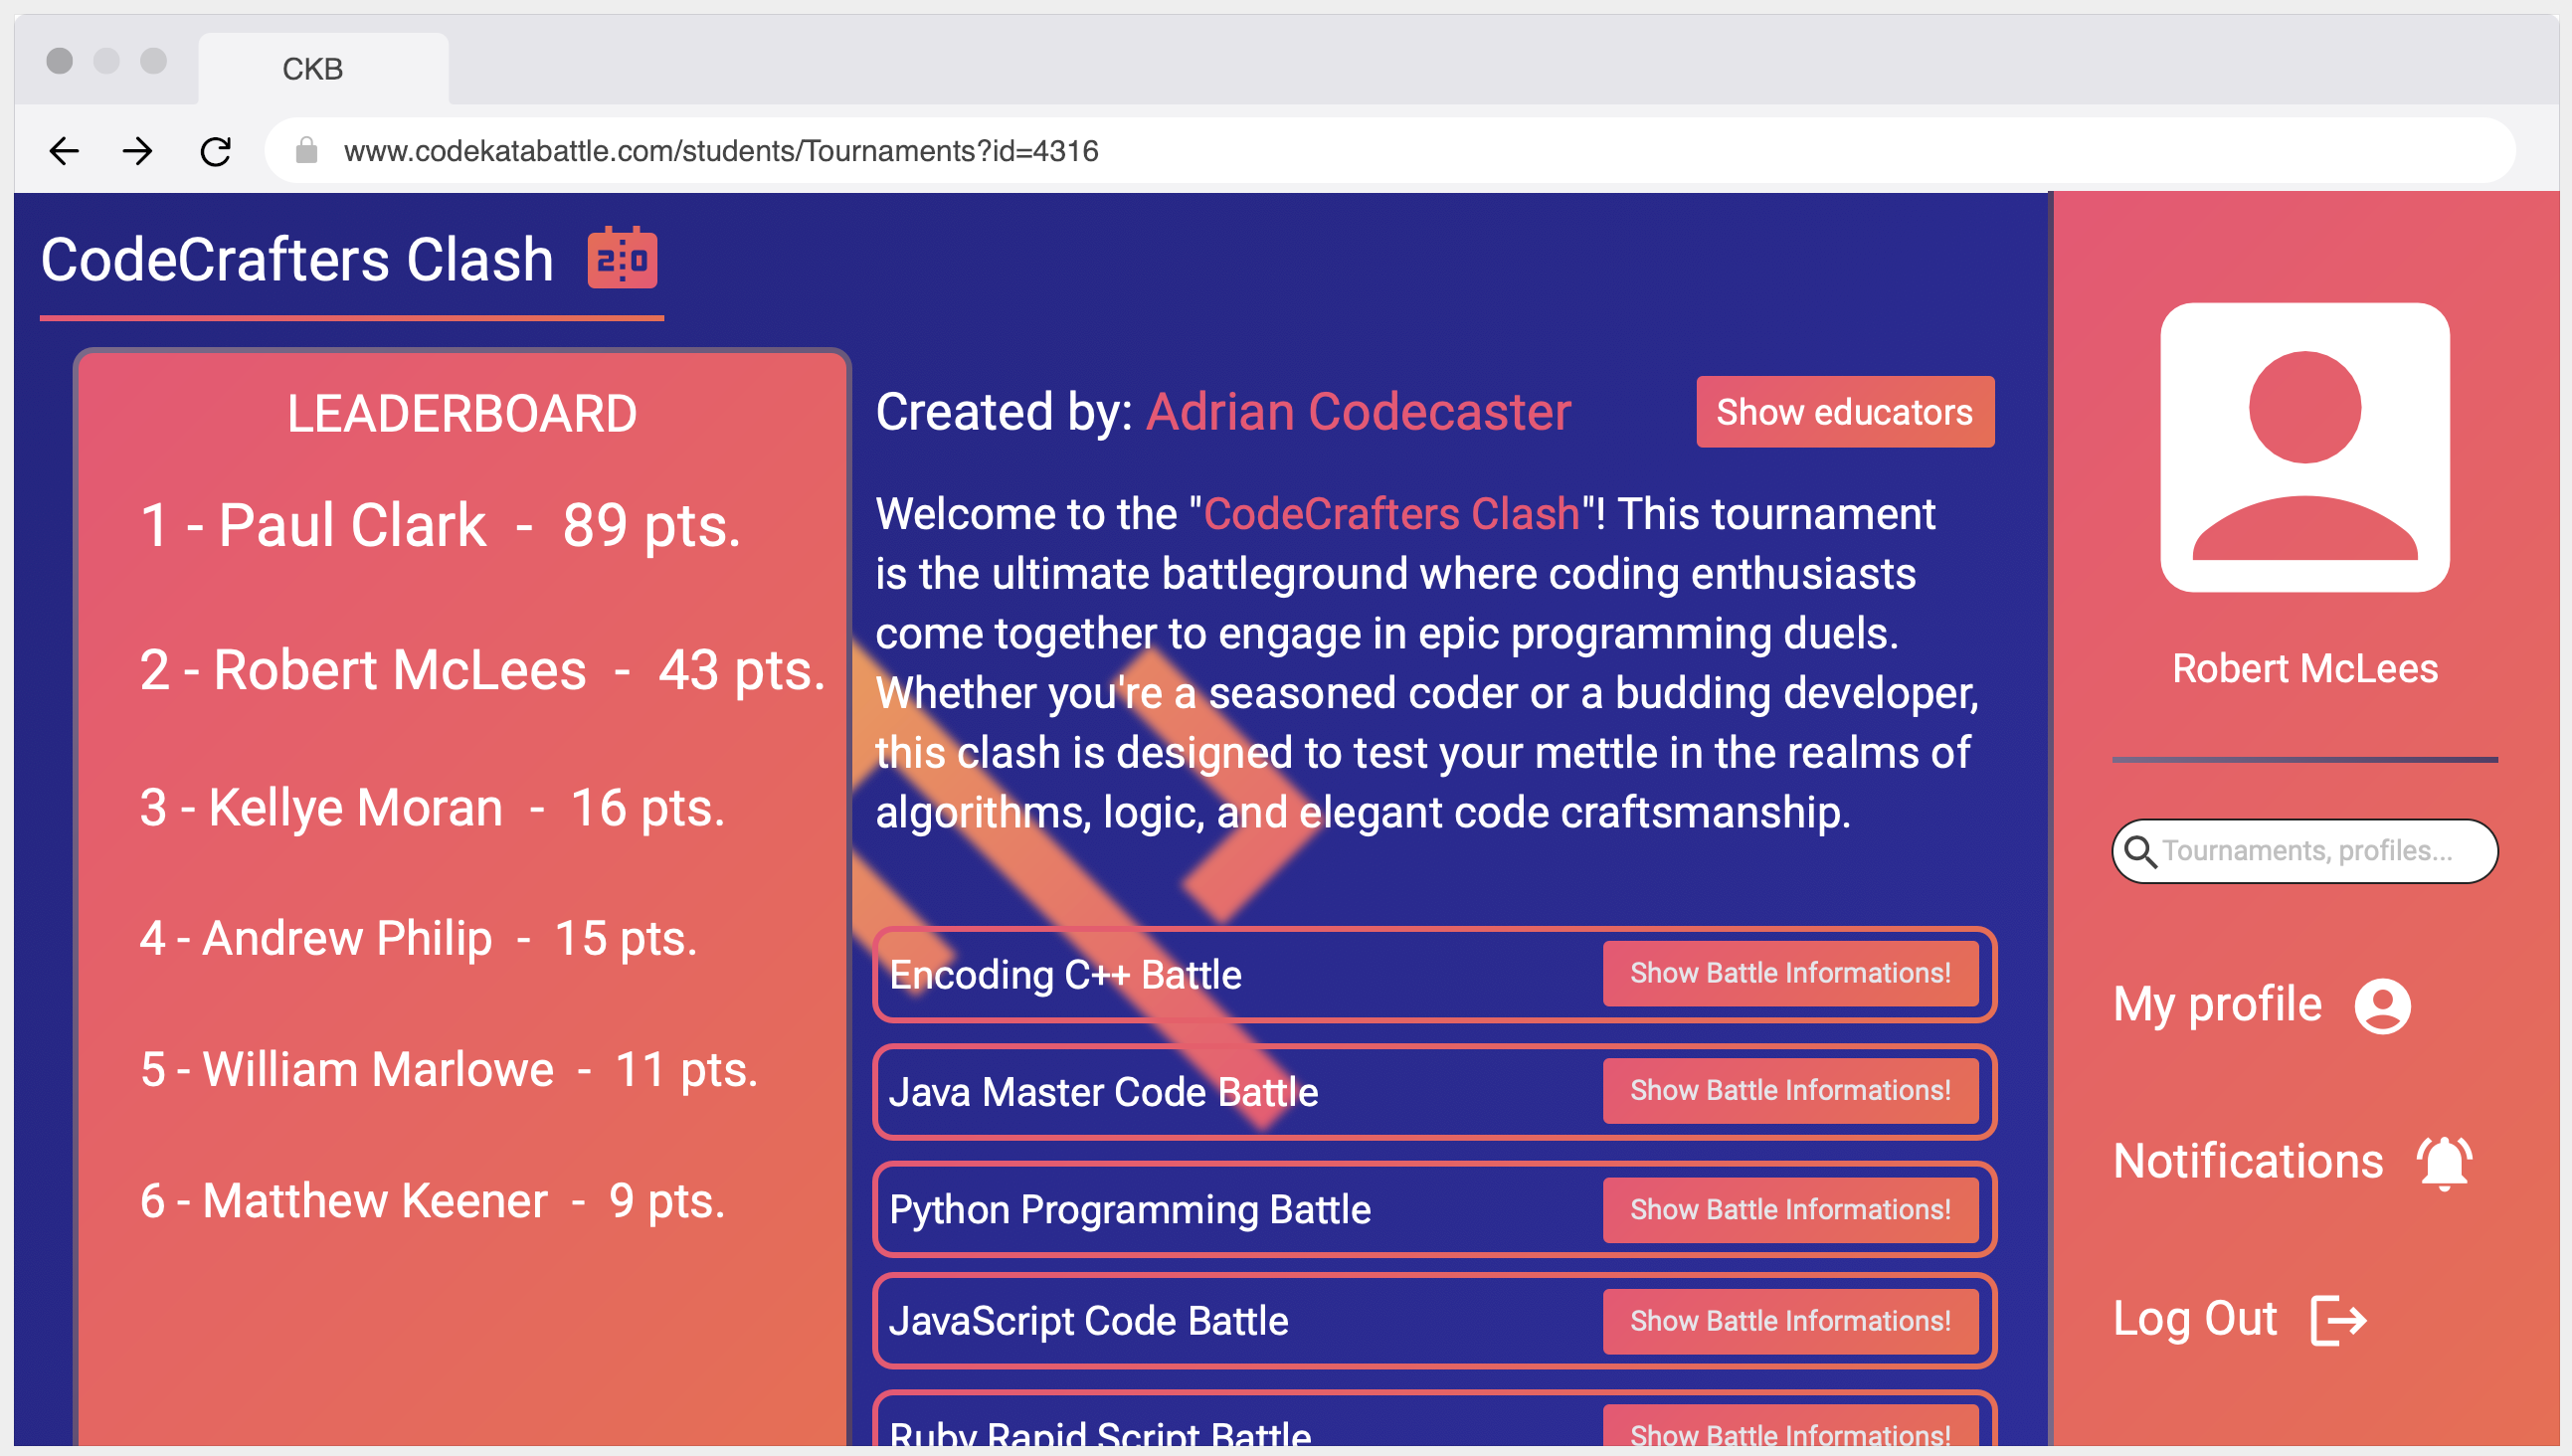 CKB
www.codekatabattle.com/students/Tournaments?id=4316
CodeCrafters Clash
2:0
LEADERBOARD
1 - Paul Clark - 89 pts.
2 - Robert McLees - 43 pts.
3 - Kellye Moran - 16 pts.
4 - Andrew Philip - 15 pts.
5 - William Marlowe - 11 pts.
6 - Matthew Keener - 9 pts.
Created by: Adrian Codecaster
Show educators
Welcome to the "CodeCrafters Clash"! This tournament
is the ultimate battleground where coding enthusiasts
come together to engage in epic programming duels.
Whether you're a seasoned coder or a budding developer,
this clash is designed to test your mettle in the realms of
algorithms, logic, and elegant code craftsmanship.
Encoding C++ Battle
Show Battle Informations!
Java Master Code Battle
Show Battle Informations!
Python Programming Battle
Show Battle Informations!
JavaScript Code Battle
Show Battle Informations!
Ruby Rapid Script Battle
Show Battle Informations!
Robert McLees
Tournaments, profiles...
My profile
Notifications
Log Out